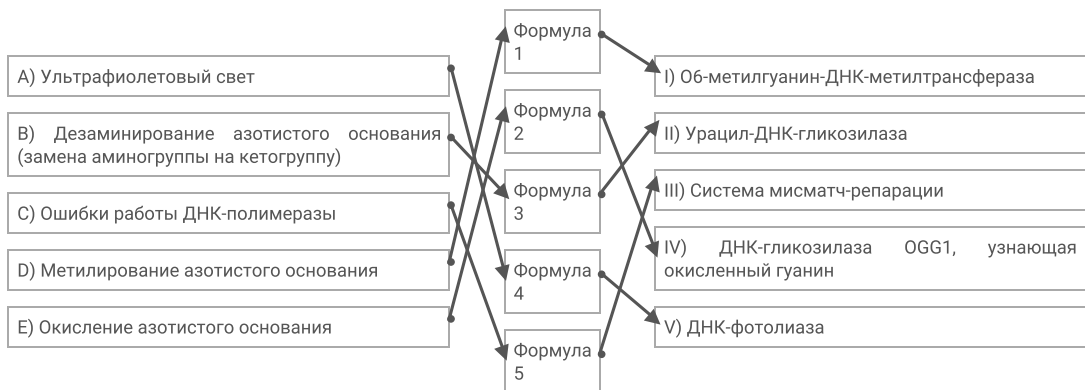 A) Ультрафиолетовый свет
B) Дезаминирование азотистого основания
(замена аминогруппы на кетогруппу)
C) Ошибки работы ДНК-полимеразы
D) Метилирование азотистого основания
E) Окисление азотистого основания
Формула
1
Формула
2
Формула
3
Формула
4
Формула
5
I) О6-метилгуанин-ДНК-метилтрансфераза
II) Урацил-ДНК-гликозилаза
III) Система мисматч-репарации
IV) ДНК-гликозилаза OGG1, узнающая
окисленный гуанин
V) ДНК-фотолиаза